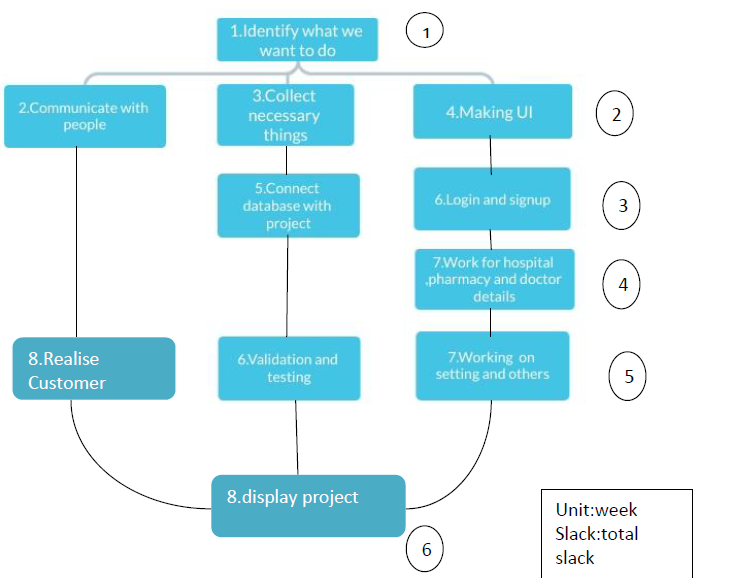 1.Identify what we
want to do
1
2.Communicate with
people
3.Collect
necessary
things
4.Making UI
2
5.Connect
database with
project
6.Login and signup
3
7.Work for hospital
,pharmacy and doctor
details
4
8.Realise
Customer
6.Validation and
testing
7.Working on
setting and others
5
8.display project
6
Unit:week
Slack:total
slack